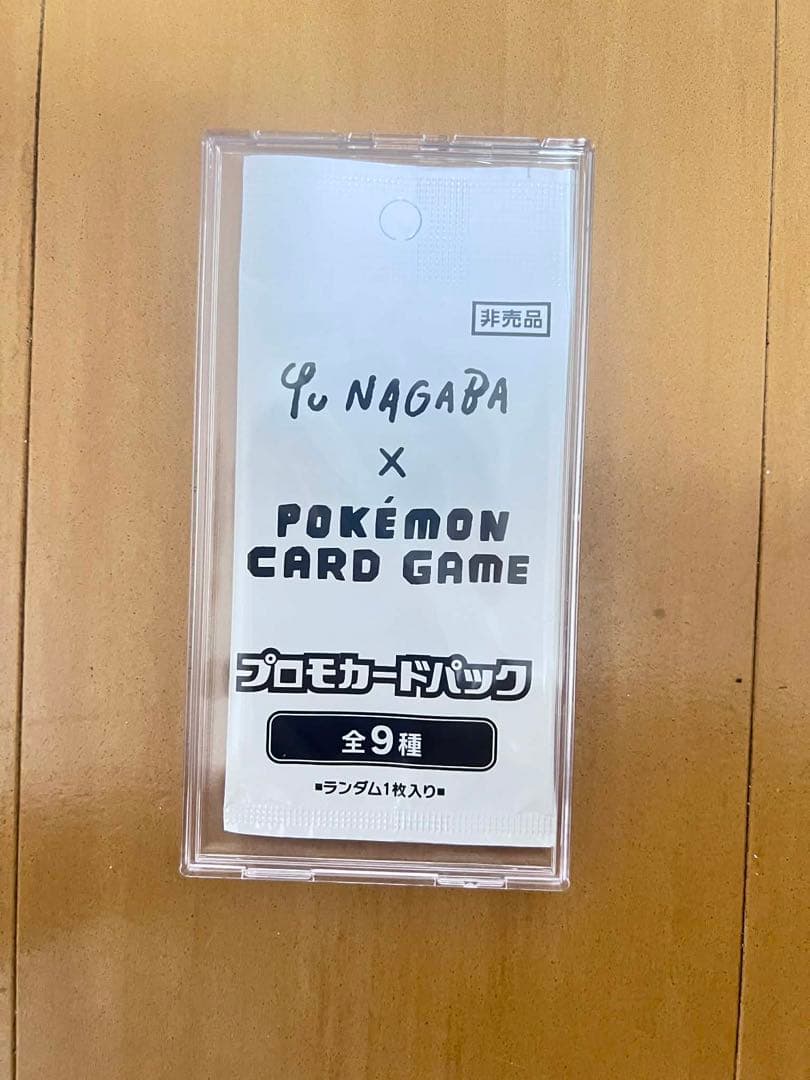 非売品
Yu NAGABA
×
POKÉMON
CARD GAME
プロモカードパック
全9種
■ランダム1枚入り■